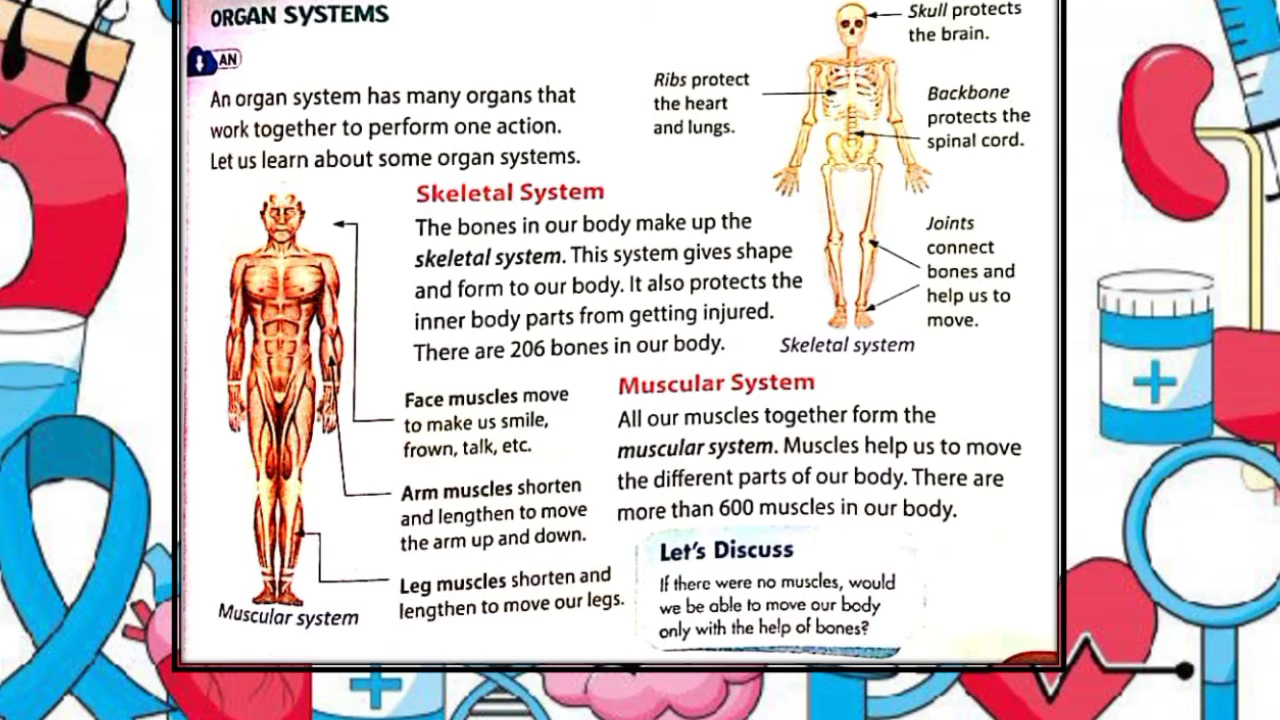 ORGAN SYSTEMS
AN
An organ system has many organs that
work together to perform one action.
Let us learn about some organ systems.
Skull protects
the brain.
Ribs protect
the heart
and lungs.
Backbone
protects the
spinal cord.
Joints
connect
bones and
help us to
move.
Skeletal system
Skeletal System
The bones in our body make up the
skeletal system. This system gives shape
and form to our body. It also protects the
inner body parts from getting injured.
There are 206 bones in our body.
Face muscles move
to make us smile,
frown, talk, etc.
Arm muscles shorten
and lengthen to move
the arm up and down.
Leg muscles shorten and
lengthen to move our legs.
Muscular system
Muscular System
All our muscles together form the
muscular system. Muscles help us to move
the different parts of our body. There are
more than 600 muscles in our body.
Let's Discuss
If there were no muscles, would
we be able to move our body
only with the help of bones?